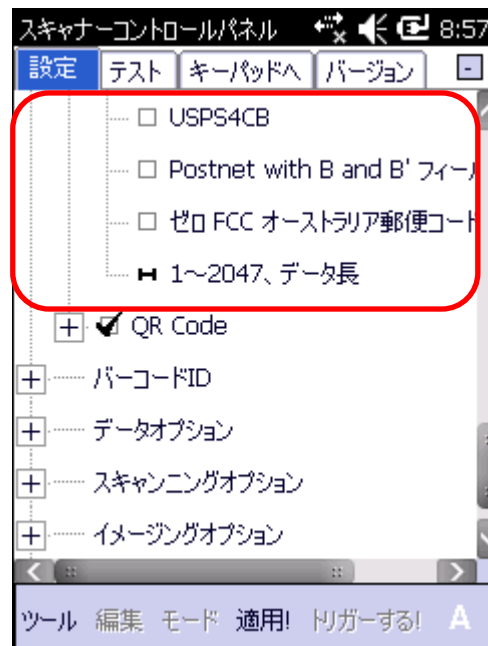 スキャナーコントロールパネル 8:57
設定 テスト キーパッドへ バージョン
USPS4CB
Postnet with B and B' フィール
ゼロ FCC オーストラリア郵便コード
1～2047、データ長
QR Code
バーコードID
データオプション
スキャンニングオプション
イメージングオプション
ツール 編集 モード 適用! トリガーする! A